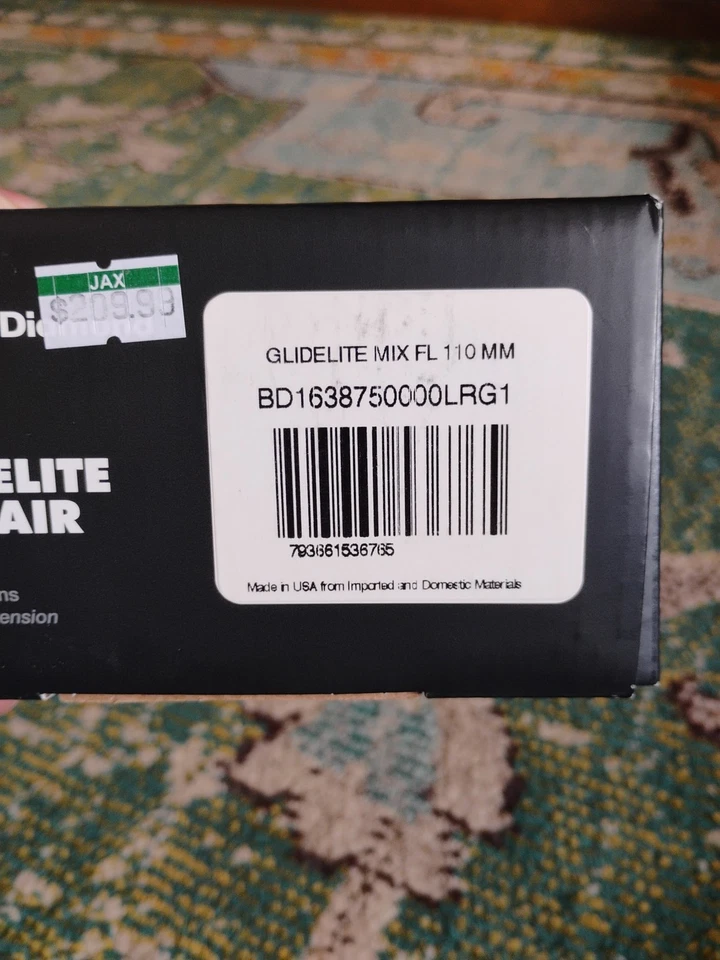 JAX
$209.99
Diamond
ELITE
AIR
ns
ension
GLIDELITE MIX FL 110 MM
BD1638750000LRG1
793661536765
Made in USA from Imported and Domestic Materials